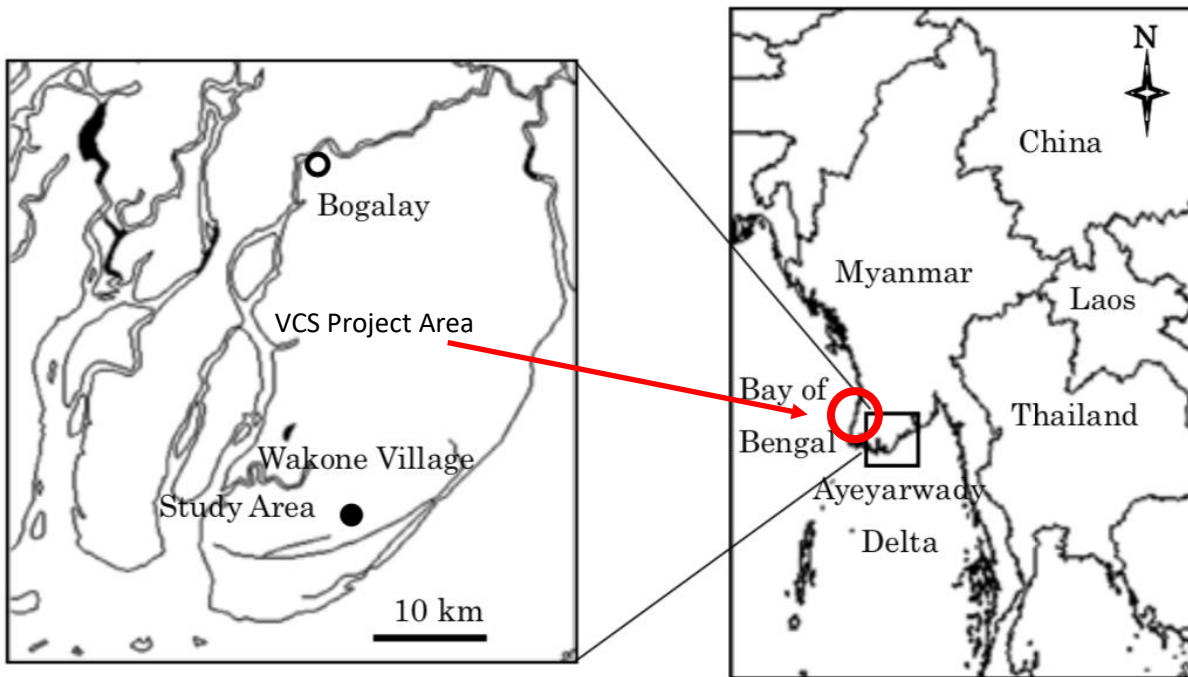 Bogalay
VCS Project Area
Wakone Village
Study Area
10 km
N
China
Myanmar
Laos
Bay of
Bengal
Thailand
Ayeyarwady
Delta